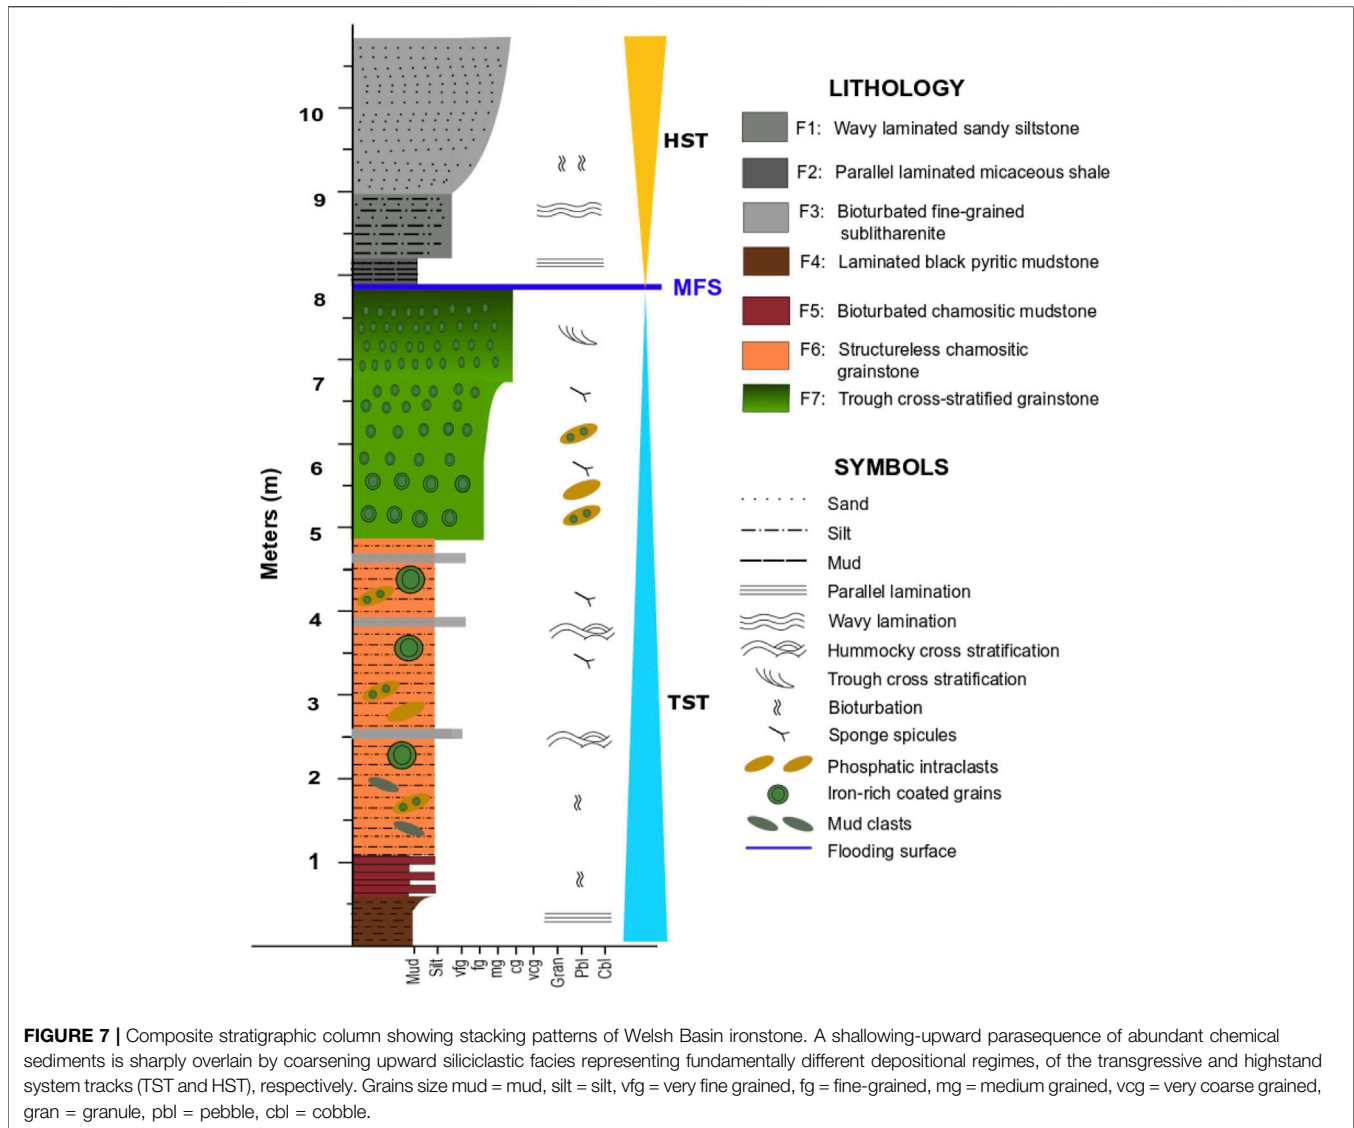 10
9
8
7
6
5
4
3
2
1
Meters (m)
Mud
Silt
vfg
fg
mg
cg
vcg
Gran
Pbl
Cbl
HST
MFS
TST
LITHOLOGY
F1: Wavy laminated sandy siltstone
F2: Parallel laminated micaceous shale
F3: Bioturbated fine-grained
sublitharenite
F4: Laminated black pyritic mudstone
F5: Bioturbated chamositic mudstone
F6: Structureless chamositic
grainstone
F7: Trough cross-stratified grainstone
SYMBOLS
Sand
Silt
Mud
Parallel lamination
Wavy lamination
Hummocky cross stratification
Trough cross stratification
Bioturbation
Sponge spicules
Phosphatic intraclasts
Iron-rich coated grains
Mud clasts
Flooding surface
FIGURE 7 | Composite stratigraphic column showing stacking patterns of Welsh Basin ironstone. A shallowing-upward parasequence of abundant chemical
sediments is sharply overlain by coarsening upward siliciclastic facies representing fundamentally different depositional regimes, of the transgressive and highstand
system tracks (TST and HST), respectively. Grains size mud = mud, silt = silt, vfg = very fine grained, fg = fine-grained, mg = medium grained, vcg = very coarse grained,
gran = granule, pbl = pebble, cbl = cobble.